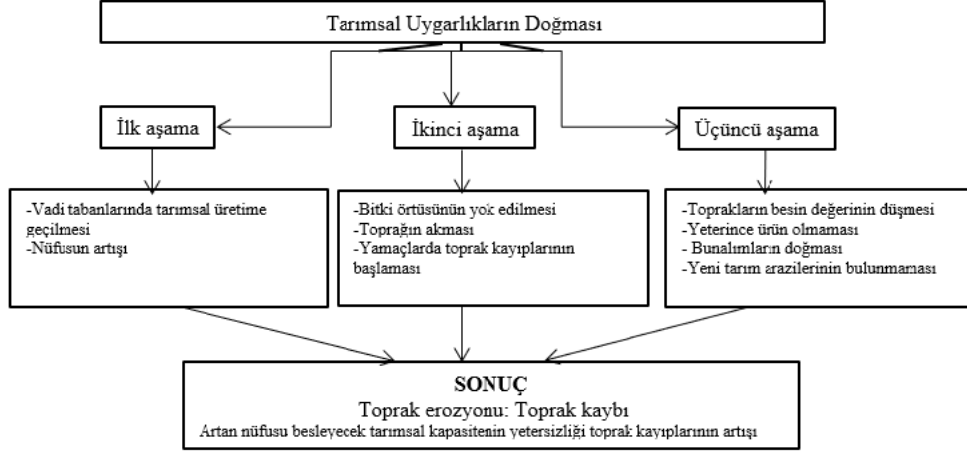 Tarımsal Uygarlıkların Doğması
İlk aşama
İkinci aşama
Üçüncü aşama
-Vadi tabanlarında tarımsal üretime
geçilmesi
-Nüfusun artışı
-Bitki örtüsünün yok edilmesi
-Toprağın akması
-Yamaçlarda toprak kayıplarının
başlaması
-Toprakların besin değerinin düşmesi
-Yeterince ürün olmaması
- Bunalımların doğması
-Yeni tarım arazilerinin bulunmaması
SONUÇ
Toprak erozyonu: Toprak kaybı
Artan nüfusu besleyecek tarımsal kapasitenin yetersizliği toprak kayıplarının artışı